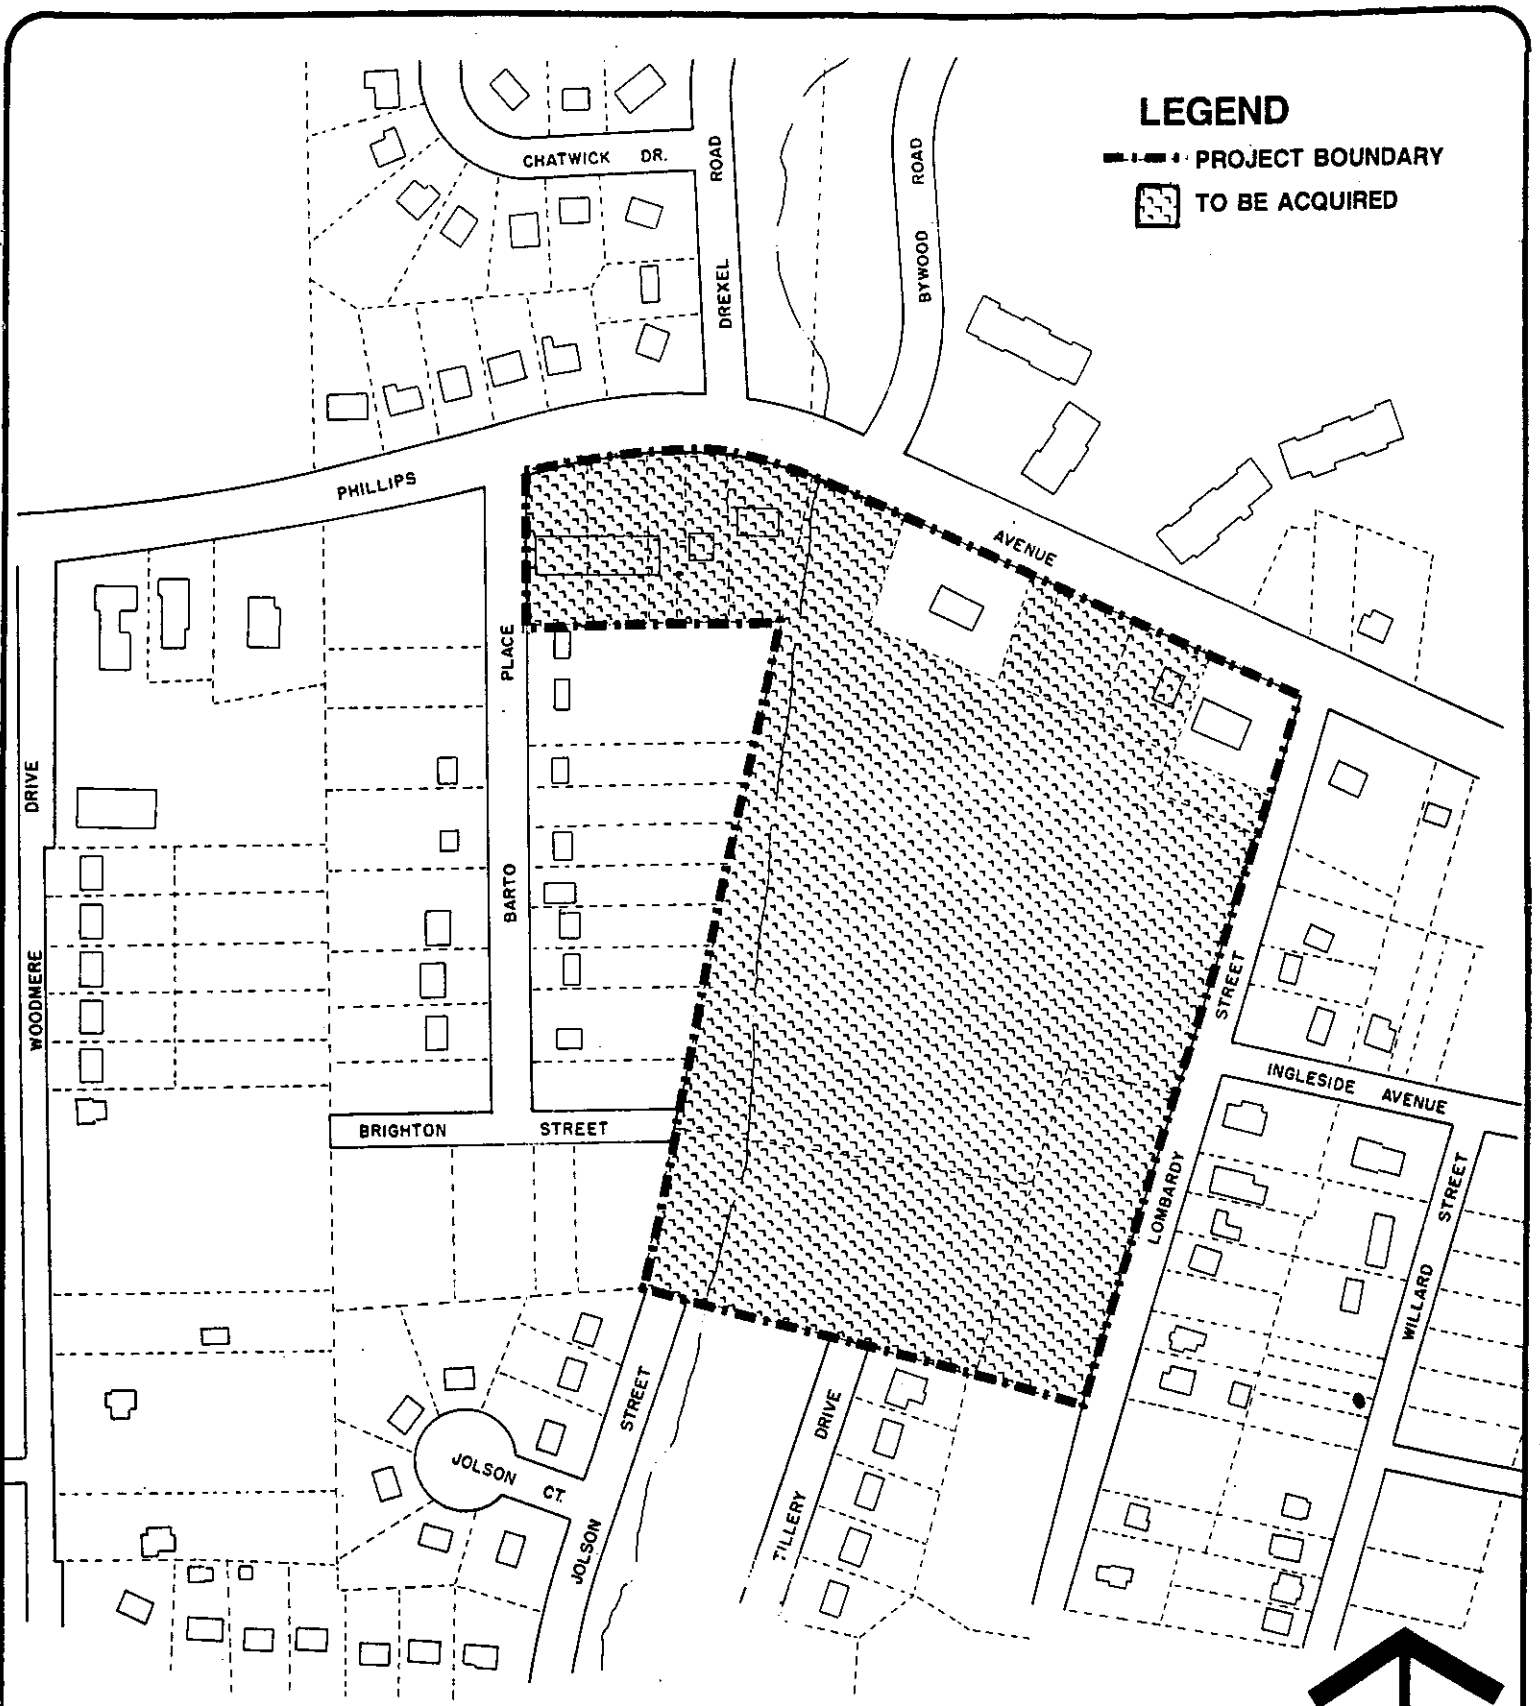 LEGEND
PROJECT BOUNDARY
TO BE ACQUIRED
CHATWICK DR.
DREXEL ROAD
BYWOOD ROAD
PHILLIPS AVENUE
BARTO PLACE
WOODMERE DRIVE
BRIGHTON STREET
LOMBARDY STREET
INGLESIDE AVENUE
WILLARD STREET
JOLSON CT.
JOLSON STREET
TILLERY DRIVE